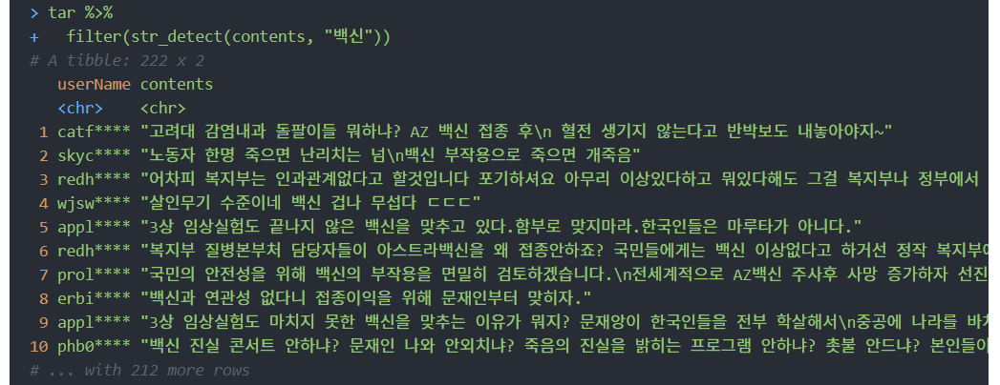 > tar %>%
+ filter(str_detect(contents, "백신"))
# A tibble: 222 x 2
userName contents
<chr> <chr>
1 catf**** "고려대 감염내과 돌팔이들 뭐하냐? AZ 백신 접종 후\n 혈전 생기지 않는다고 반박보도 내놓아야지~"
2 skyc**** "노동자 한명 죽으면 난리치는 넘\n백신 부작용으로 죽으면 개죽음"
3 redh**** "어차피 복지부는 인과관계없다고 할것입니다 포기하셔요 아무리 이상있다하고 뭐있다해도 그걸 복지부나 정부에서
4 wjsw**** "살인무기 수준이네 백신 겁나 무섭다 ㄷㄷㄷ"
5 appl**** "3상 임상실험도 끝나지 않은 백신을 맞추고 있다.함부로 맞지마라.한국인들은 마루타가 아니다."
6 redh**** "복지부 질병본부처 담당자들이 아스트라백신을 왜 접종안하죠? 국민들에게는 백신 이상없다고 하거선 정작
7 prol**** "국민의 안전성을 위해 백신의 부작용을 면밀히 검토하겠습니다.\n전세계적으로 AZ백신 주사후 사망 증가하자 선진
8 erbi**** "백신과 연관성 없다니 접종이익을 위해 문재인부터 맞히자."
9 appl**** "3상 임상실험도 마치지 못한 백신을 맞추는 이유가 뭐지? 문재앙이 한국인들을 전부 학살해서\n중공에 나라를 바쳐
10 phb0**** "백신 진실 콘서트 안하냐? 문재인 나와 안외치냐? 죽음의 진실을 밝히는 프로그램 안하냐? 촛불 안드냐? 본인들이
# ... with 212 more rows